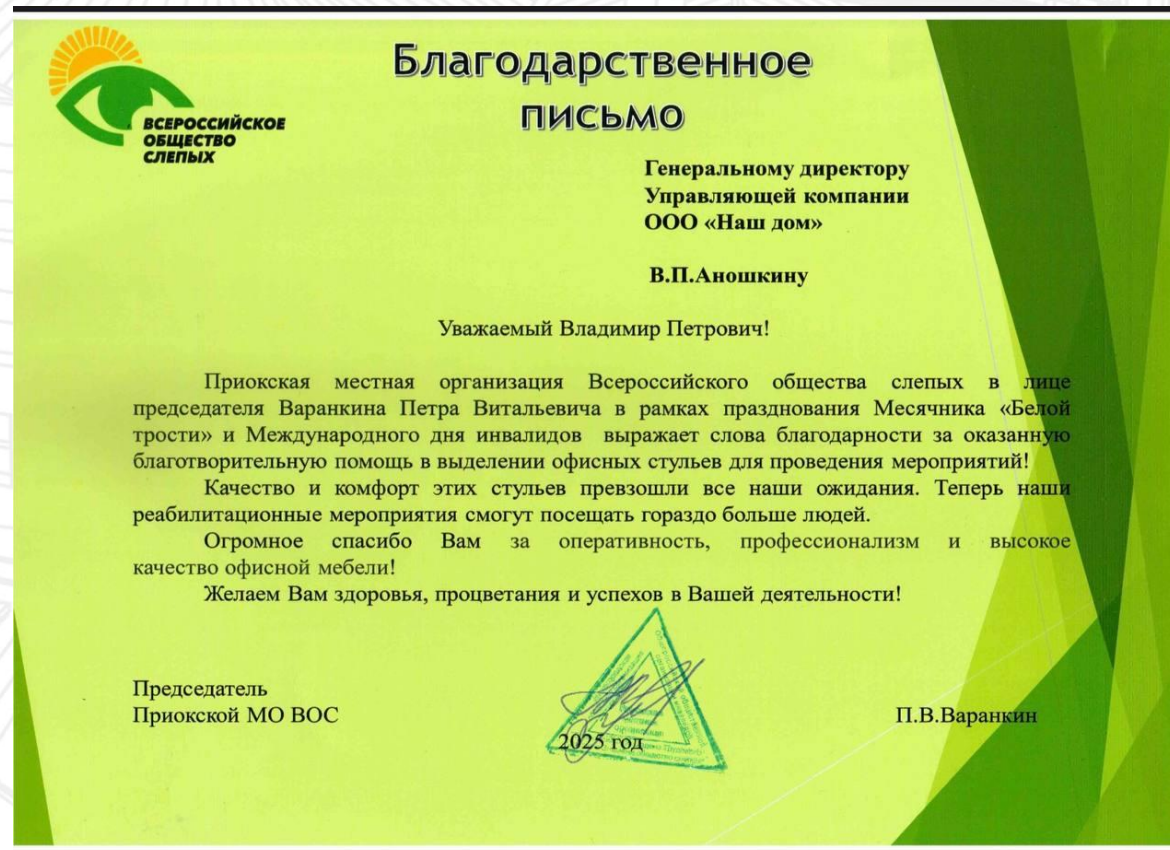 ВСЕРОССИЙСКОЕ
ОБЩЕСТВО
СЛЕПЫХ
Благодарственное
письмо
Генеральному директору
Управляющей компании
ООО «Наш дом»
В.П.Аношкину
Уважаемый Владимир Петрович!
Приокская местная организация Всероссийского общества слепых в лице
председателя Варанкина Петра Витальевича в рамках празднования Месячника «Белой
трости» и Международного дня инвалидов выражает слова благодарности за оказанную
благотворительную помощь в выделении офисных стульев для проведения мероприятий!
Качество и комфорт этих стульев превзошли все наши ожидания. Теперь наши
реабилитационные мероприятия смогут посещать гораздо больше людей.
Огромное спасибо Вам за оперативность, профессионализм и высокое
качество офисной мебели!
Желаем Вам здоровья, процветания и успехов в Вашей деятельности!
Председатель
Приокской МО ВОС
П.В.Варанкин
2025 год